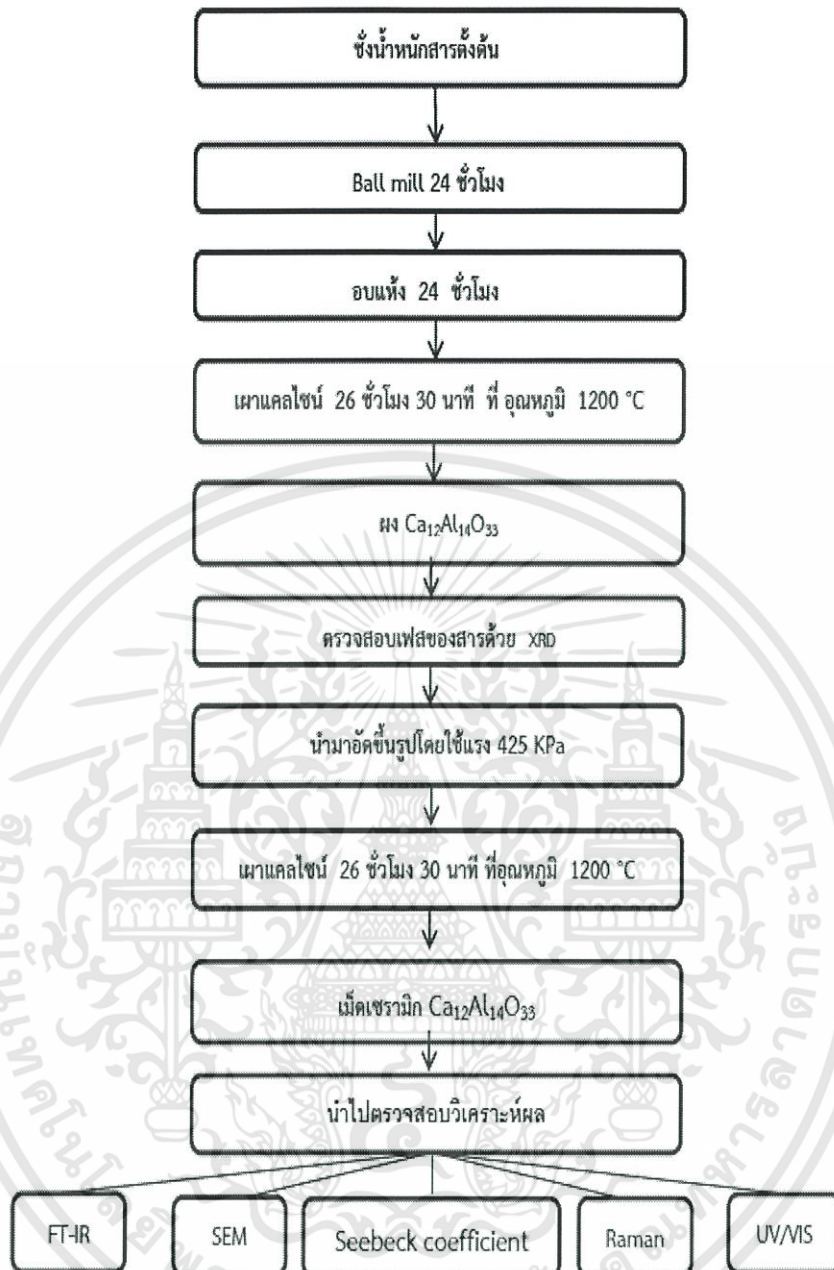 ชั่งน้ำหนักสารตั้งต้น
Ball mill 24 ชั่วโมง
อบแห้ง 24 ชั่วโมง
เผาแคลไซน์ 26 ชั่วโมง 30 นาที ที่ อุณหภูมิ 1200 °C
ผง Ca₁₂Al₁₄O₃₃
ตรวจสอบเฟสของสารด้วย XRD
นำมาอัดขึ้นรูปโดยใช้แรง 425 KPa
เผาแคลไซน์ 26 ชั่วโมง 30 นาที ที่อุณหภูมิ 1200 °C
เม็ดเซรามิก Ca₁₂Al₁₄O₃₃
นำไปตรวจสอบวิเคราะห์ผล
FT-IR
SEM
Seebeck coefficient
Raman
UV/VIS